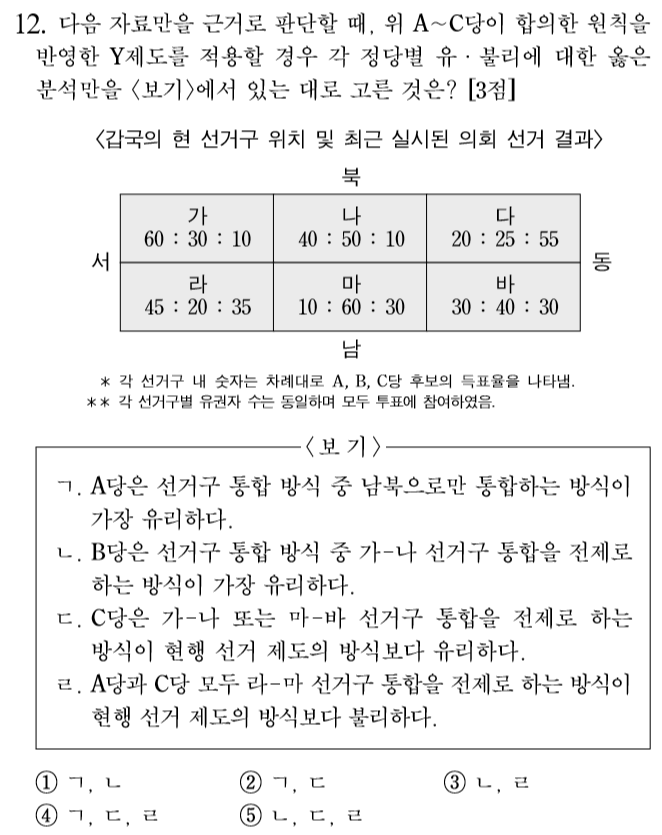 12. 다음 자료만을 근거로 판단할 때, 위 A~C당이 합의한 원칙을
반영한 Y제도를 적용할 경우 각 정당별 유·불리에 대한 옳은
분석만을 <보기>에서 있는 대로 고른 것은? [3점]
<갑국의 현 선거구 위치 및 최근 실시된 의회 선거 결과>
북
가 나 다
60 : 30 : 10 40 : 50 : 10 20 : 25 : 55
서 동
라 마 바
45 : 20 : 35 10 : 60 : 30 30 : 40 : 30
남
* 각 선거구 내 숫자는 차례대로 A, B, C당 후보의 득표율을 나타냄.
** 각 선거구별 유권자 수는 동일하며 모두 투표에 참여하였음.
<보 기>
ㄱ. A당은 선거구 통합 방식 중 남북으로만 통합하는 방식이
가장 유리하다.
ㄴ. B당은 선거구 통합 방식 중 가-나 선거구 통합을 전제로
하는 방식이 가장 유리하다.
ㄷ. C당은 가-나 또는 마-바 선거구 통합을 전제로 하는
방식이 현행 선거 제도의 방식보다 유리하다.
ㄹ. A당과 C당 모두 라-마 선거구 통합을 전제로 하는 방식이
현행 선거 제도의 방식보다 불리하다.
① ㄱ, ㄴ ② ㄱ, ㄷ ③ ㄴ, ㄹ
④ ㄱ, ㄷ, ㄹ ⑤ ㄴ, ㄷ, ㄹ